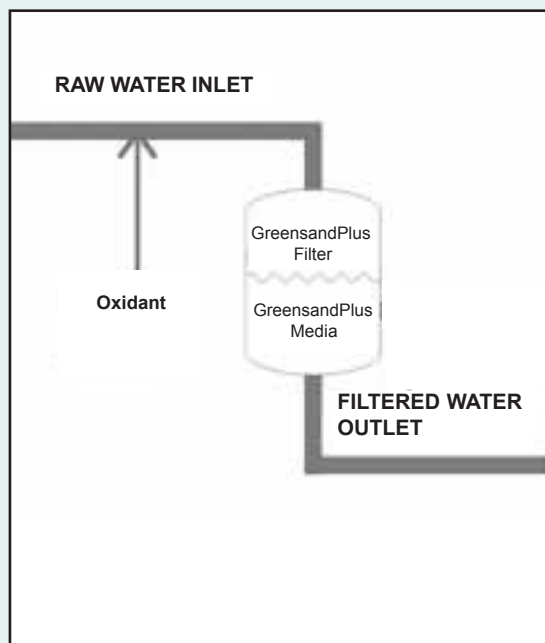 RAW WATER INLET
GreensandPlus
Filter
Oxidant
GreensandPlus
Media
FILTERED WATER
OUTLET